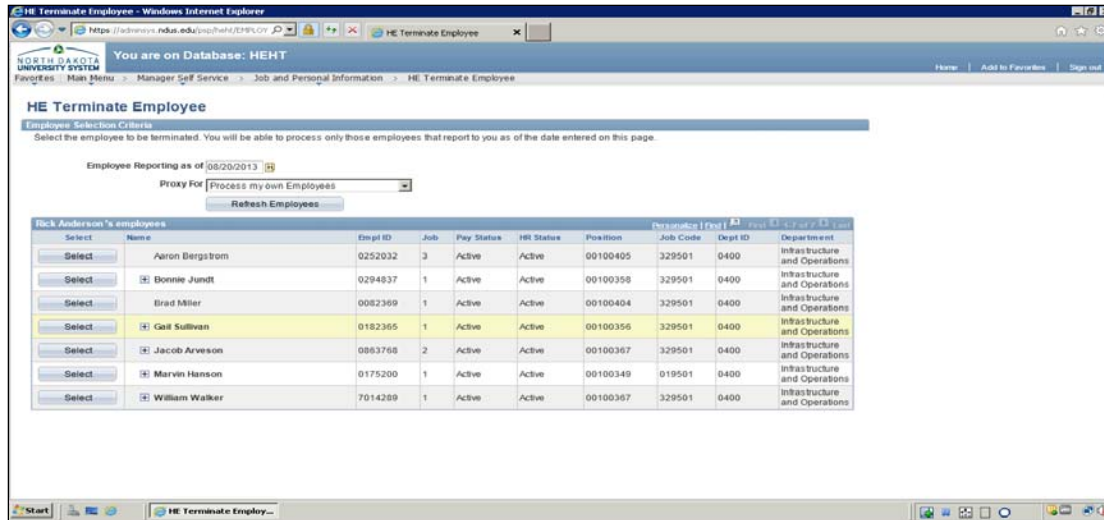 HE Terminate Employee - Windows Internet Explorer
https://adminsys.ndus.edu/psp/heht/EMPLOY
HE Terminate Employee
NORTH DAKOTA
UNIVERSITY SYSTEM
You are on Database: HEHT
Home | Add to Favorites | Sign out
Favorites Main Menu > Manager Self Service > Job and Personal Information > HE Terminate Employee
HE Terminate Employee
Employee Selection Criteria
Select the employee to be terminated. You will be able to process only those employees that report to you as of the date entered on this page.
Employee Reporting as of 08/20/2013
Proxy For Process my own Employees
Refresh Employees
Rick Anderson's employees Personalize | Find | First 1-7 of 7 Last
Select Name Empl ID Job Pay Status HR Status Position Job Code Dept ID Department
Select Aaron Bergstrom 0252032 3 Active Active 00100405 329501 0400 Infrastructure and Operations
Select Bonnie Jundt 0294837 1 Active Active 00100358 329501 0400 Infrastructure and Operations
Select Brad Miller 0082369 1 Active Active 00100404 329501 0400 Infrastructure and Operations
Select Gail Sullivan 0182365 1 Active Active 00100356 329501 0400 Infrastructure and Operations
Select Jacob Arveson 0863768 2 Active Active 00100367 329501 0400 Infrastructure and Operations
Select Marvin Hanson 0175200 1 Active Active 00100349 019501 0400 Infrastructure and Operations
Select William Walker 7014289 1 Active Active 00100367 329501 0400 Infrastructure and Operations
Start
HE Terminate Employ...